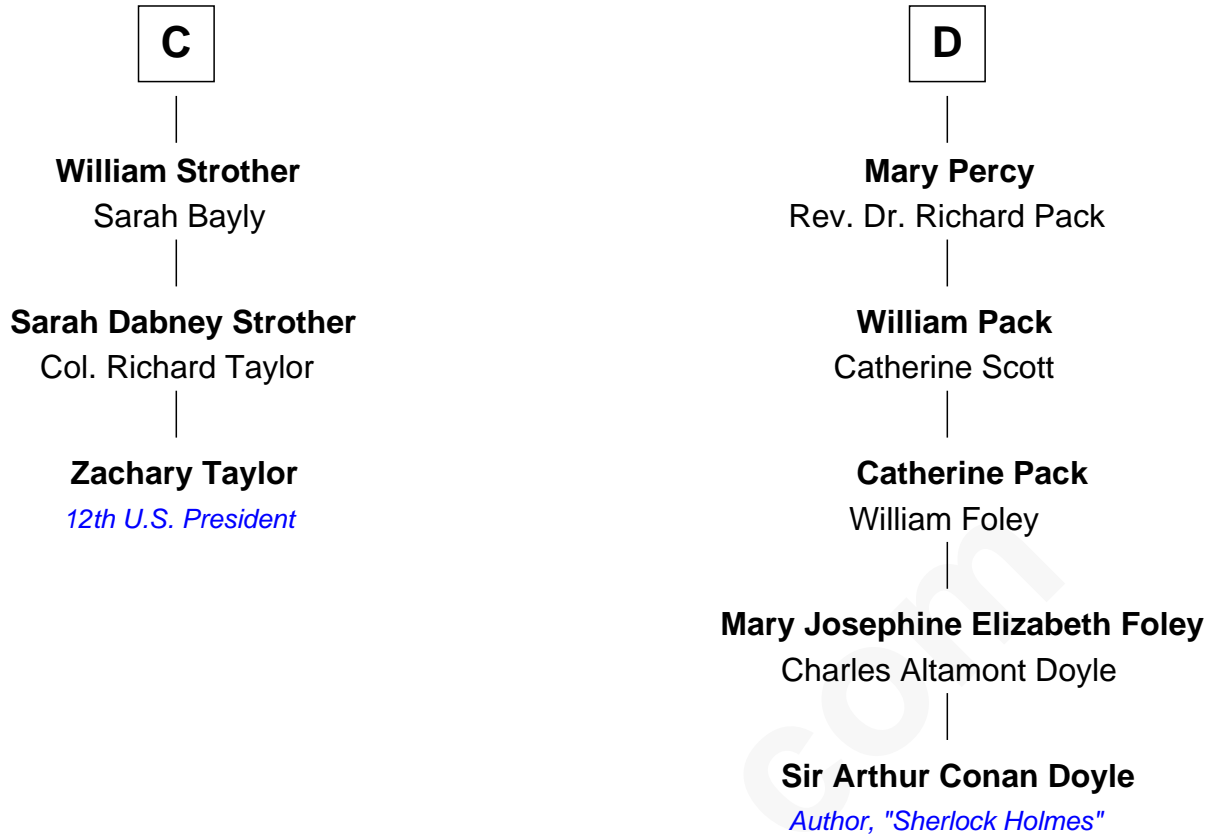 C
William Strother
Sarah Bayly
Sarah Dabney Strother
Col. Richard Taylor
Zachary Taylor
12th U.S. President
D
Mary Percy
Rev. Dr. Richard Pack
William Pack
Catherine Scott
Catherine Pack
William Foley
Mary Josephine Elizabeth Foley
Charles Altamont Doyle
Sir Arthur Conan Doyle
Author, "Sherlock Holmes"
com